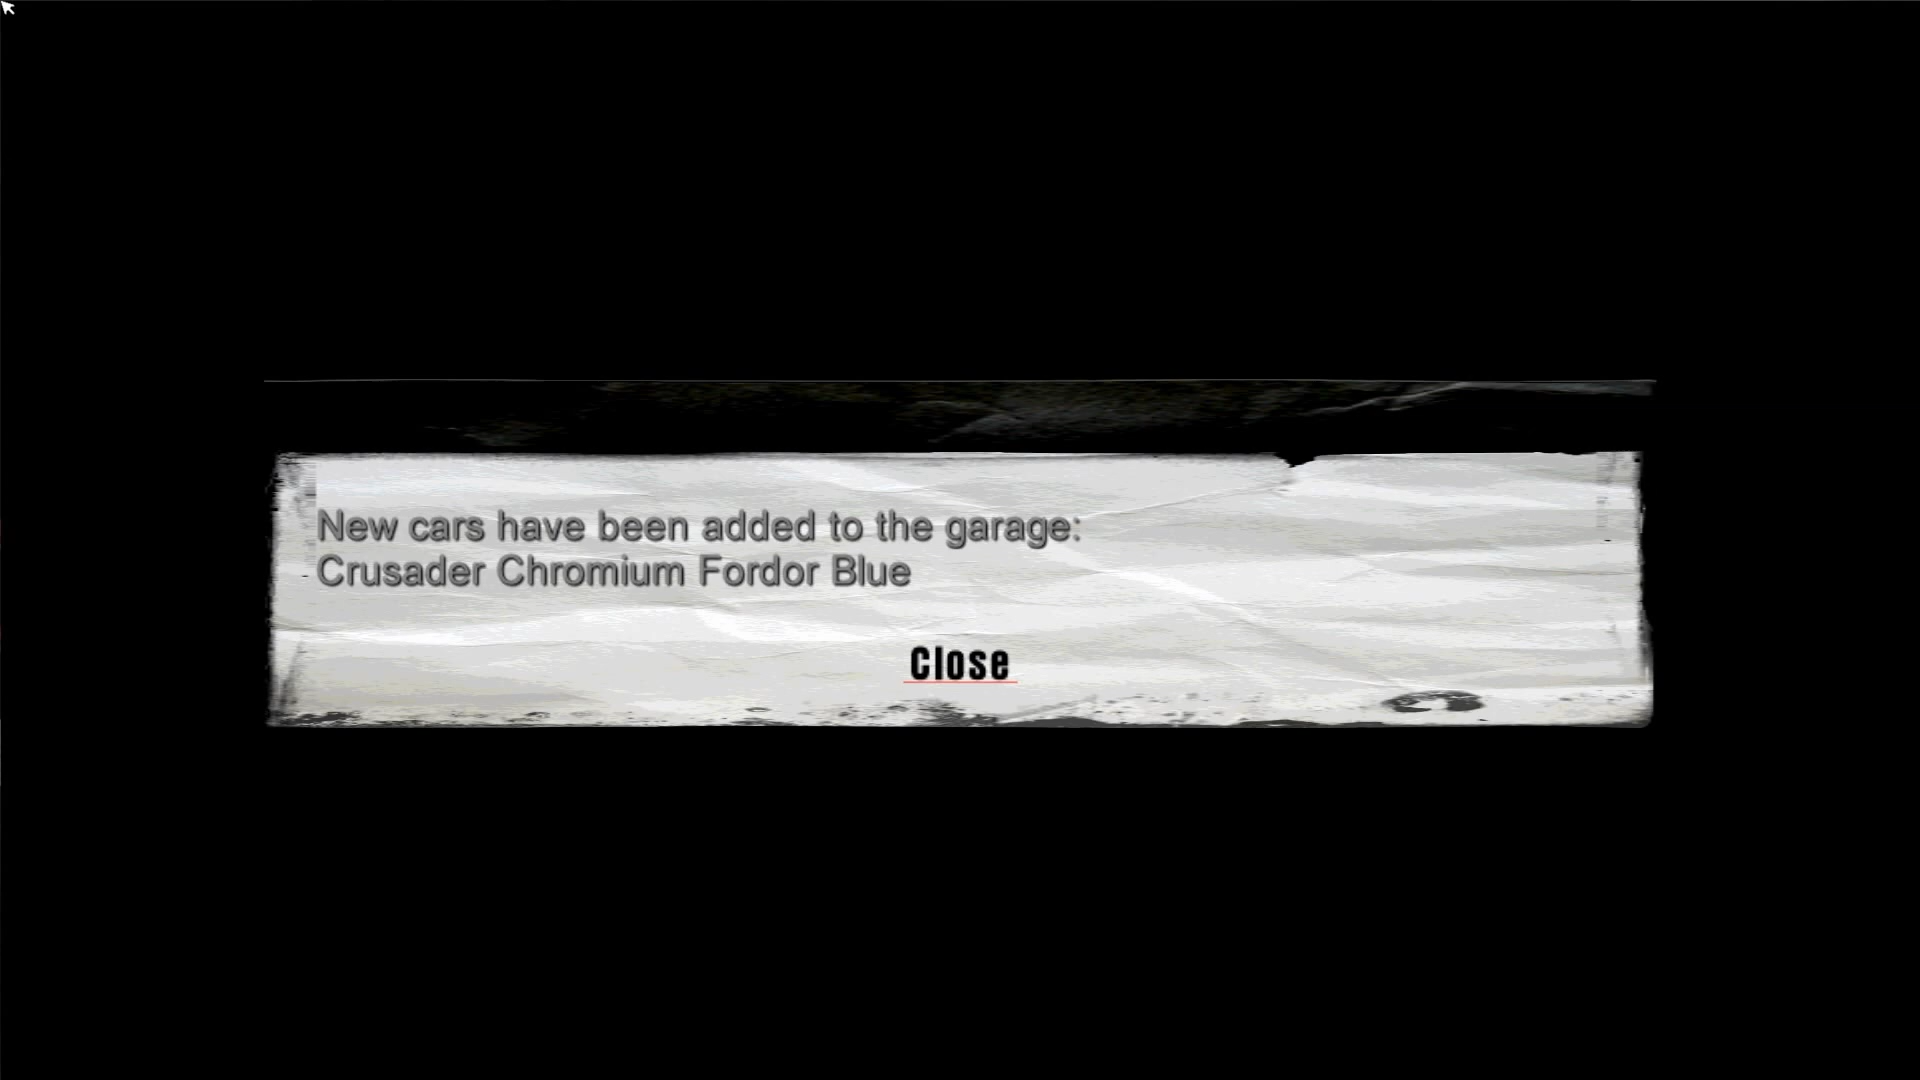 New cars have been added to the garage:
Crusader Chromium Fordor Blue
Close